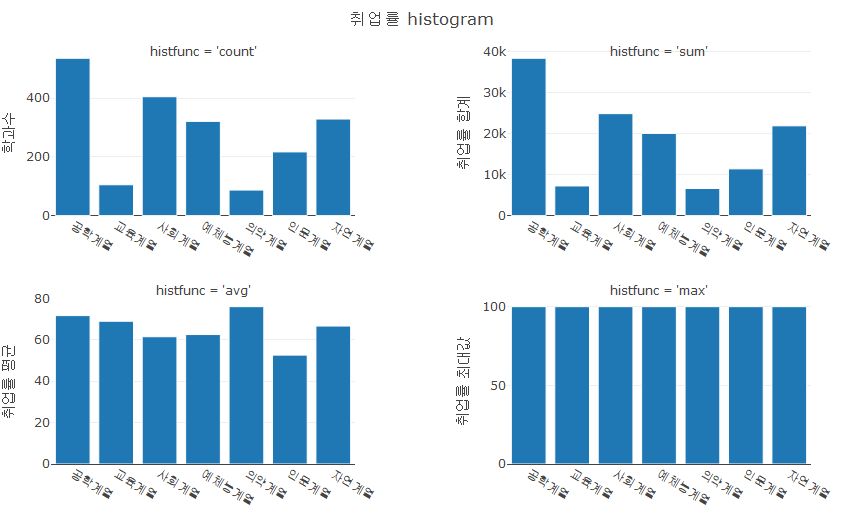 취업률 histogram
histfunc = 'count'
학과수
400
200
0
공학계열
교육계열
사회계열
예체능계열
의약계열
인문계열
자연계열
histfunc = 'sum'
취업률 합계
40k
30k
20k
10k
0
공학계열
교육계열
사회계열
예체능계열
의약계열
인문계열
자연계열
histfunc = 'avg'
취업률 평균
80
60
40
20
0
공학계열
교육계열
사회계열
예체능계열
의약계열
인문계열
자연계열
histfunc = 'max'
취업률 최대값
100
50
0
공학계열
교육계열
사회계열
예체능계열
의약계열
인문계열
자연계열